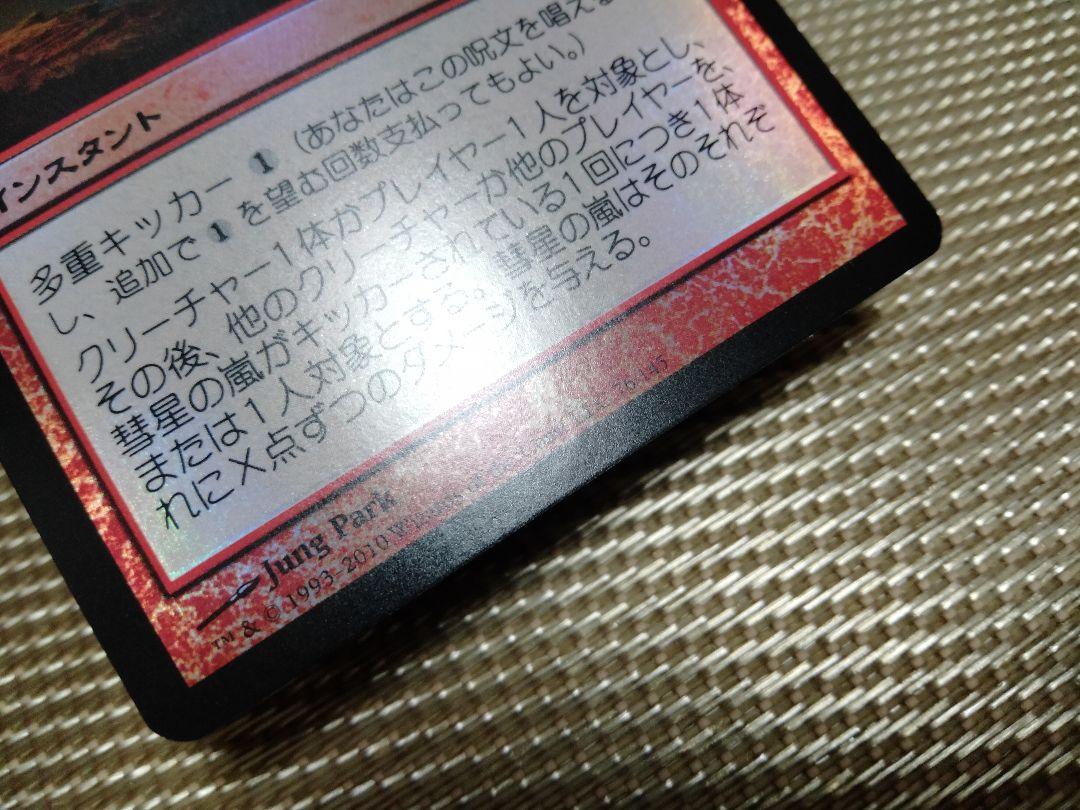 インスタント
多重キッカー 1 (あなたはこの呪文を唱える
し、追加で 1 を望む回数支払ってもよい。)
クリーチャー1体かプレイヤー1人を対象とし、
その後、他のクリーチャーか他のプレイヤーを、
彗星の嵐がキッカーされている1回につき1体
または1人対象とする。彗星の嵐はそのそれぞ
れにX点ずつのダメージを与える。
Jung Park
™ & © 1993–2010 Wizards of the 76/145